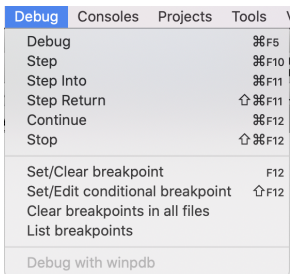 Debug Consoles Projects Tools
Debug ⌘F5
Step ⌘F10
Step Into ⌘F11
Step Return ⇧⌘F11
Continue ⌘F12
Stop ⇧⌘F12
Set/Clear breakpoint F12
Set/Edit conditional breakpoint ⇧F12
Clear breakpoints in all files
List breakpoints
Debug with winpdb